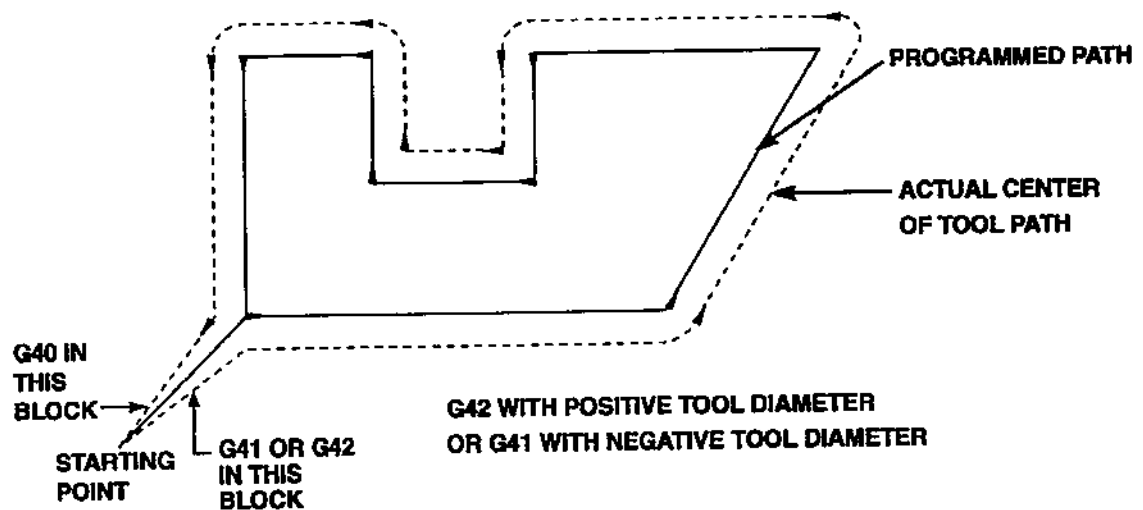 PROGRAMMED PATH
ACTUAL CENTER
OF TOOL PATH
G40 IN
THIS
BLOCK
STARTING
POINT
G41 OR G42
IN THIS
BLOCK
G42 WITH POSITIVE TOOL DIAMETER
OR G41 WITH NEGATIVE TOOL DIAMETER